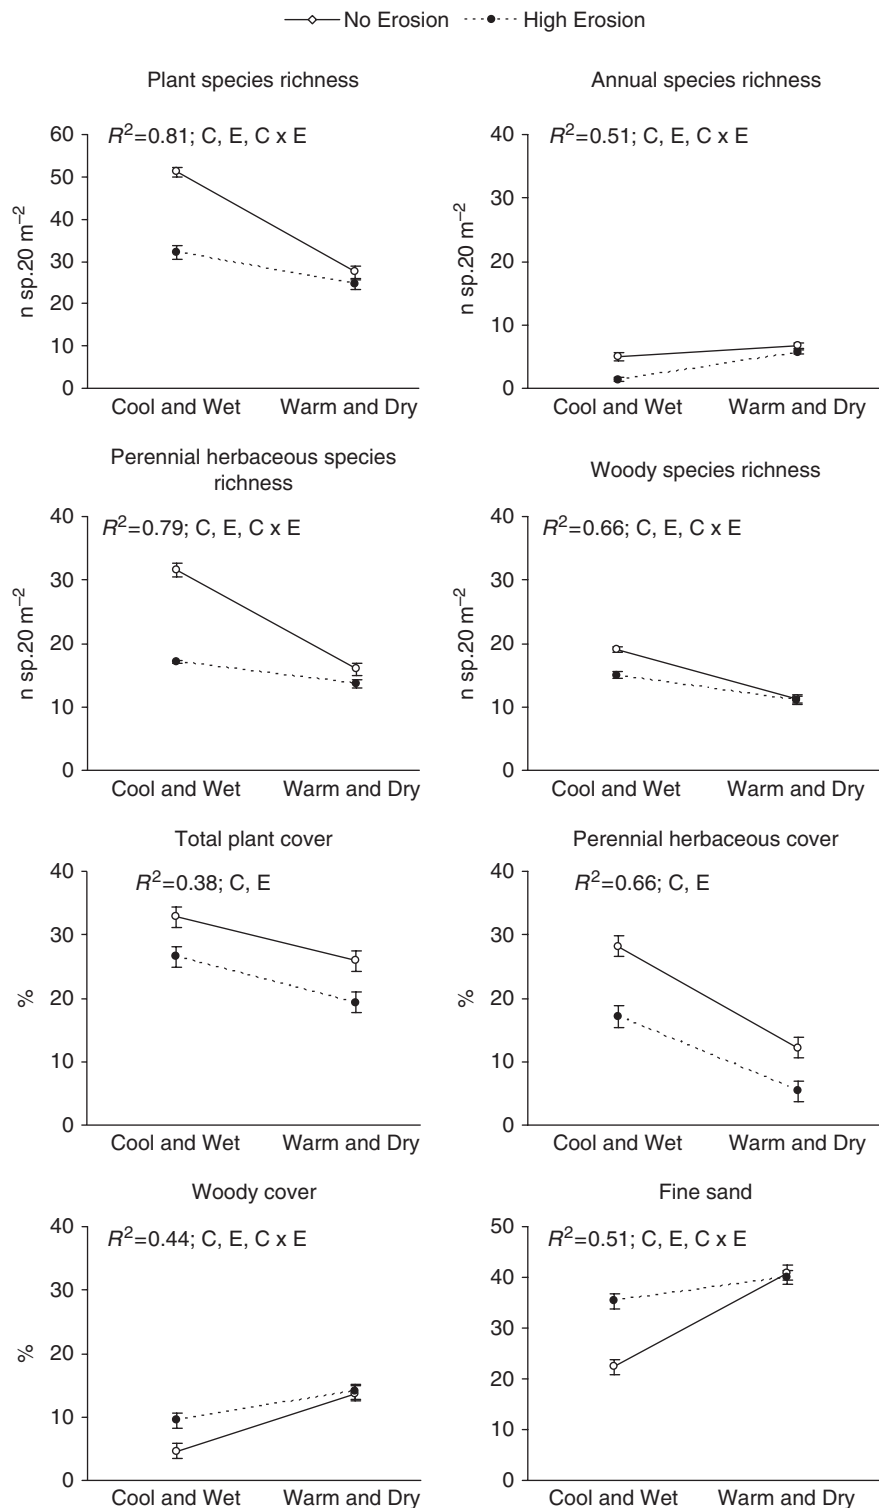 No Erosion High Erosion
Plant species richness
R²=0.81; C, E, C x E
n sp.20 m⁻²
60
50
40
30
20
10
0
Cool and Wet Warm and Dry
Annual species richness
R²=0.51; C, E, C x E
n sp.20 m⁻²
40
30
20
10
0
Cool and Wet Warm and Dry
Perennial herbaceous species
richness
R²=0.79; C, E, C x E
n sp.20 m⁻²
40
30
20
10
0
Cool and Wet Warm and Dry
Woody species richness
R²=0.66; C, E, C x E
n sp.20 m⁻²
40
30
20
10
0
Cool and Wet Warm and Dry
Total plant cover
R²=0.38; C, E
%
40
30
20
10
0
Cool and Wet Warm and Dry
Perennial herbaceous cover
R²=0.66; C, E
%
40
30
20
10
0
Cool and Wet Warm and Dry
Woody cover
R²=0.44; C, E, C x E
%
40
30
20
10
0
Cool and Wet Warm and Dry
Fine sand
R²=0.51; C, E, C x E
50
40
30
20
10
0
Cool and Wet Warm and Dry